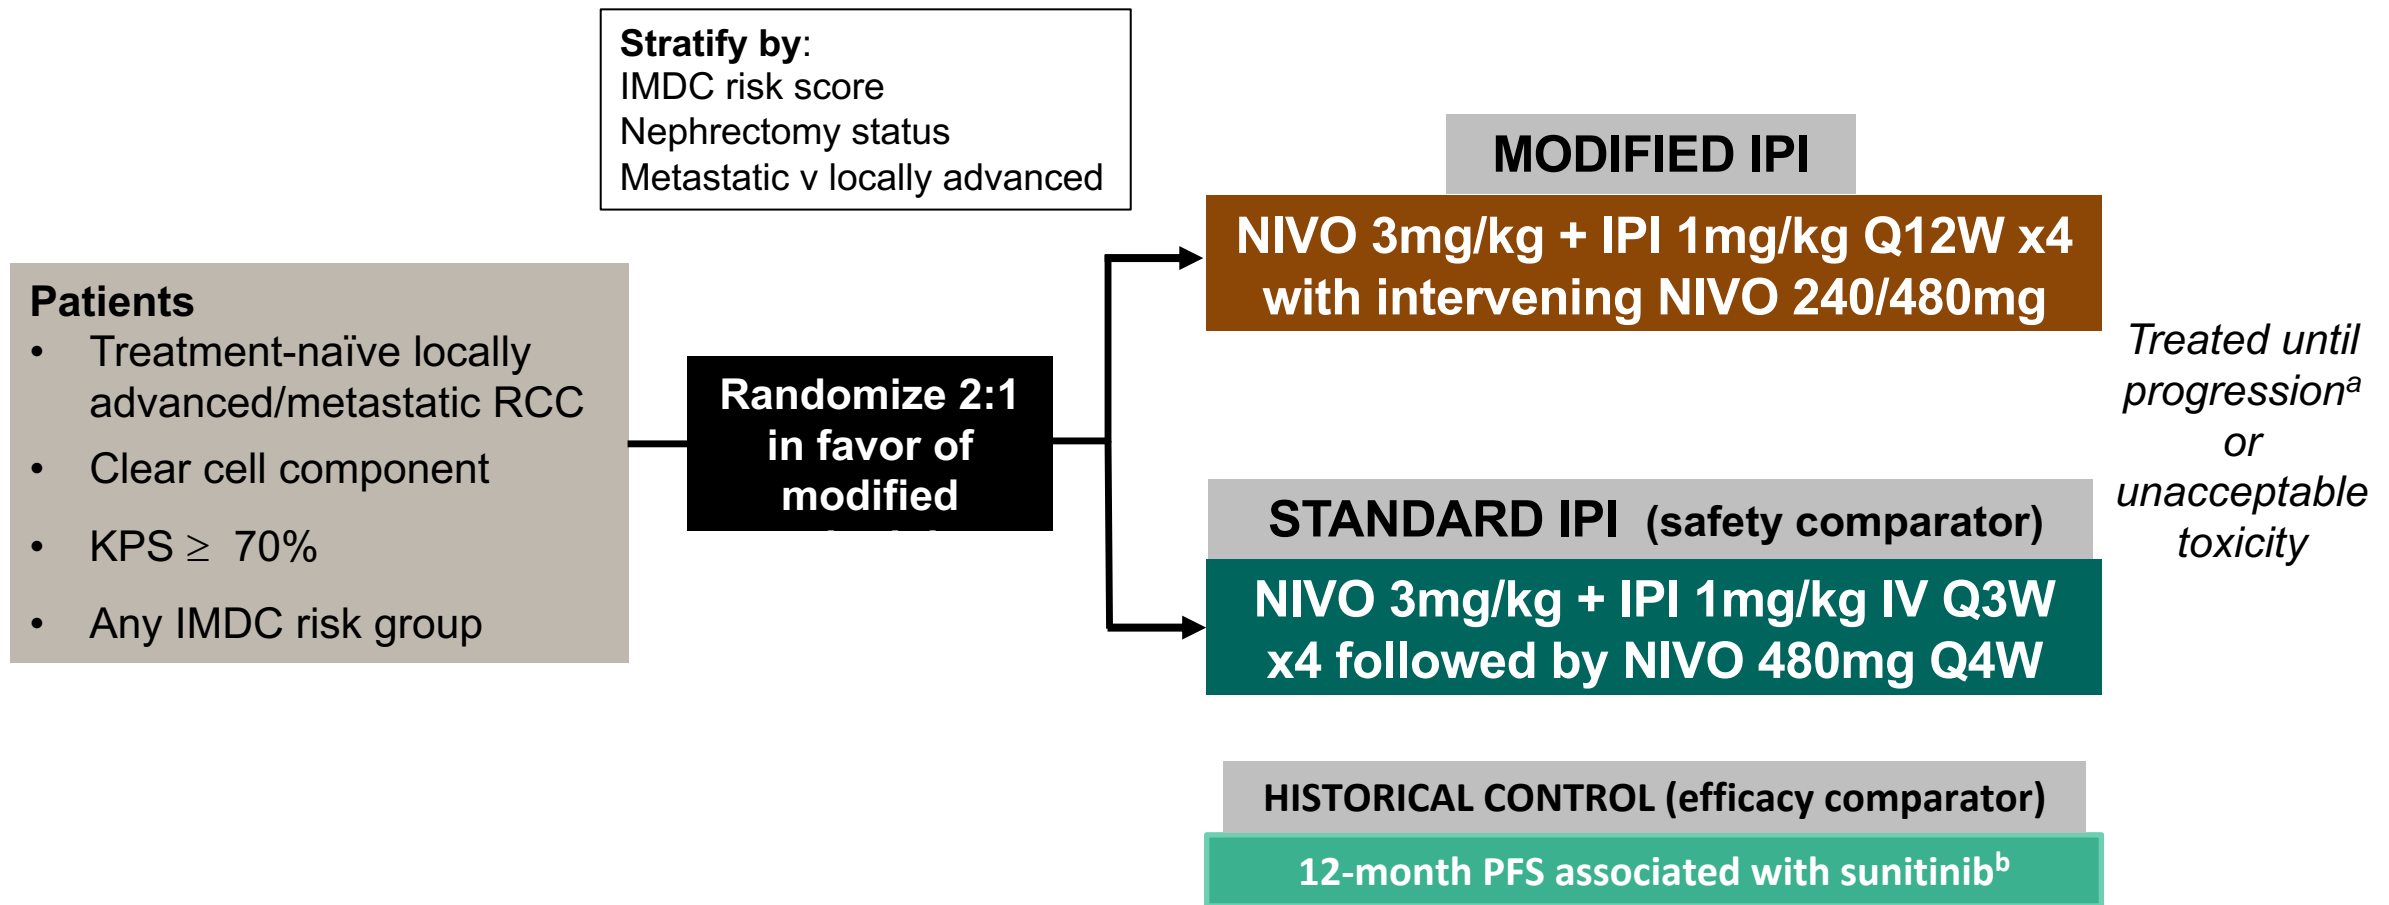 Stratify by:
IMDC risk score
Nephrectomy status
Metastatic v locally advanced
Patients
• Treatment-naïve locally
advanced/metastatic RCC
• Clear cell component
• KPS ≥ 70%
• Any IMDC risk group
Randomize 2:1
in favor of
modified
MODIFIED IPI
NIVO 3mg/kg + IPI 1mg/kg Q12W x4
with intervening NIVO 240/480mg
STANDARD IPI (safety comparator)
NIVO 3mg/kg + IPI 1mg/kg IV Q3W
x4 followed by NIVO 480mg Q4W
HISTORICAL CONTROL (efficacy comparator)
12-month PFS associated with sunitinibᵇ
Treated until
progressionᵃ
or
unacceptable
toxicity